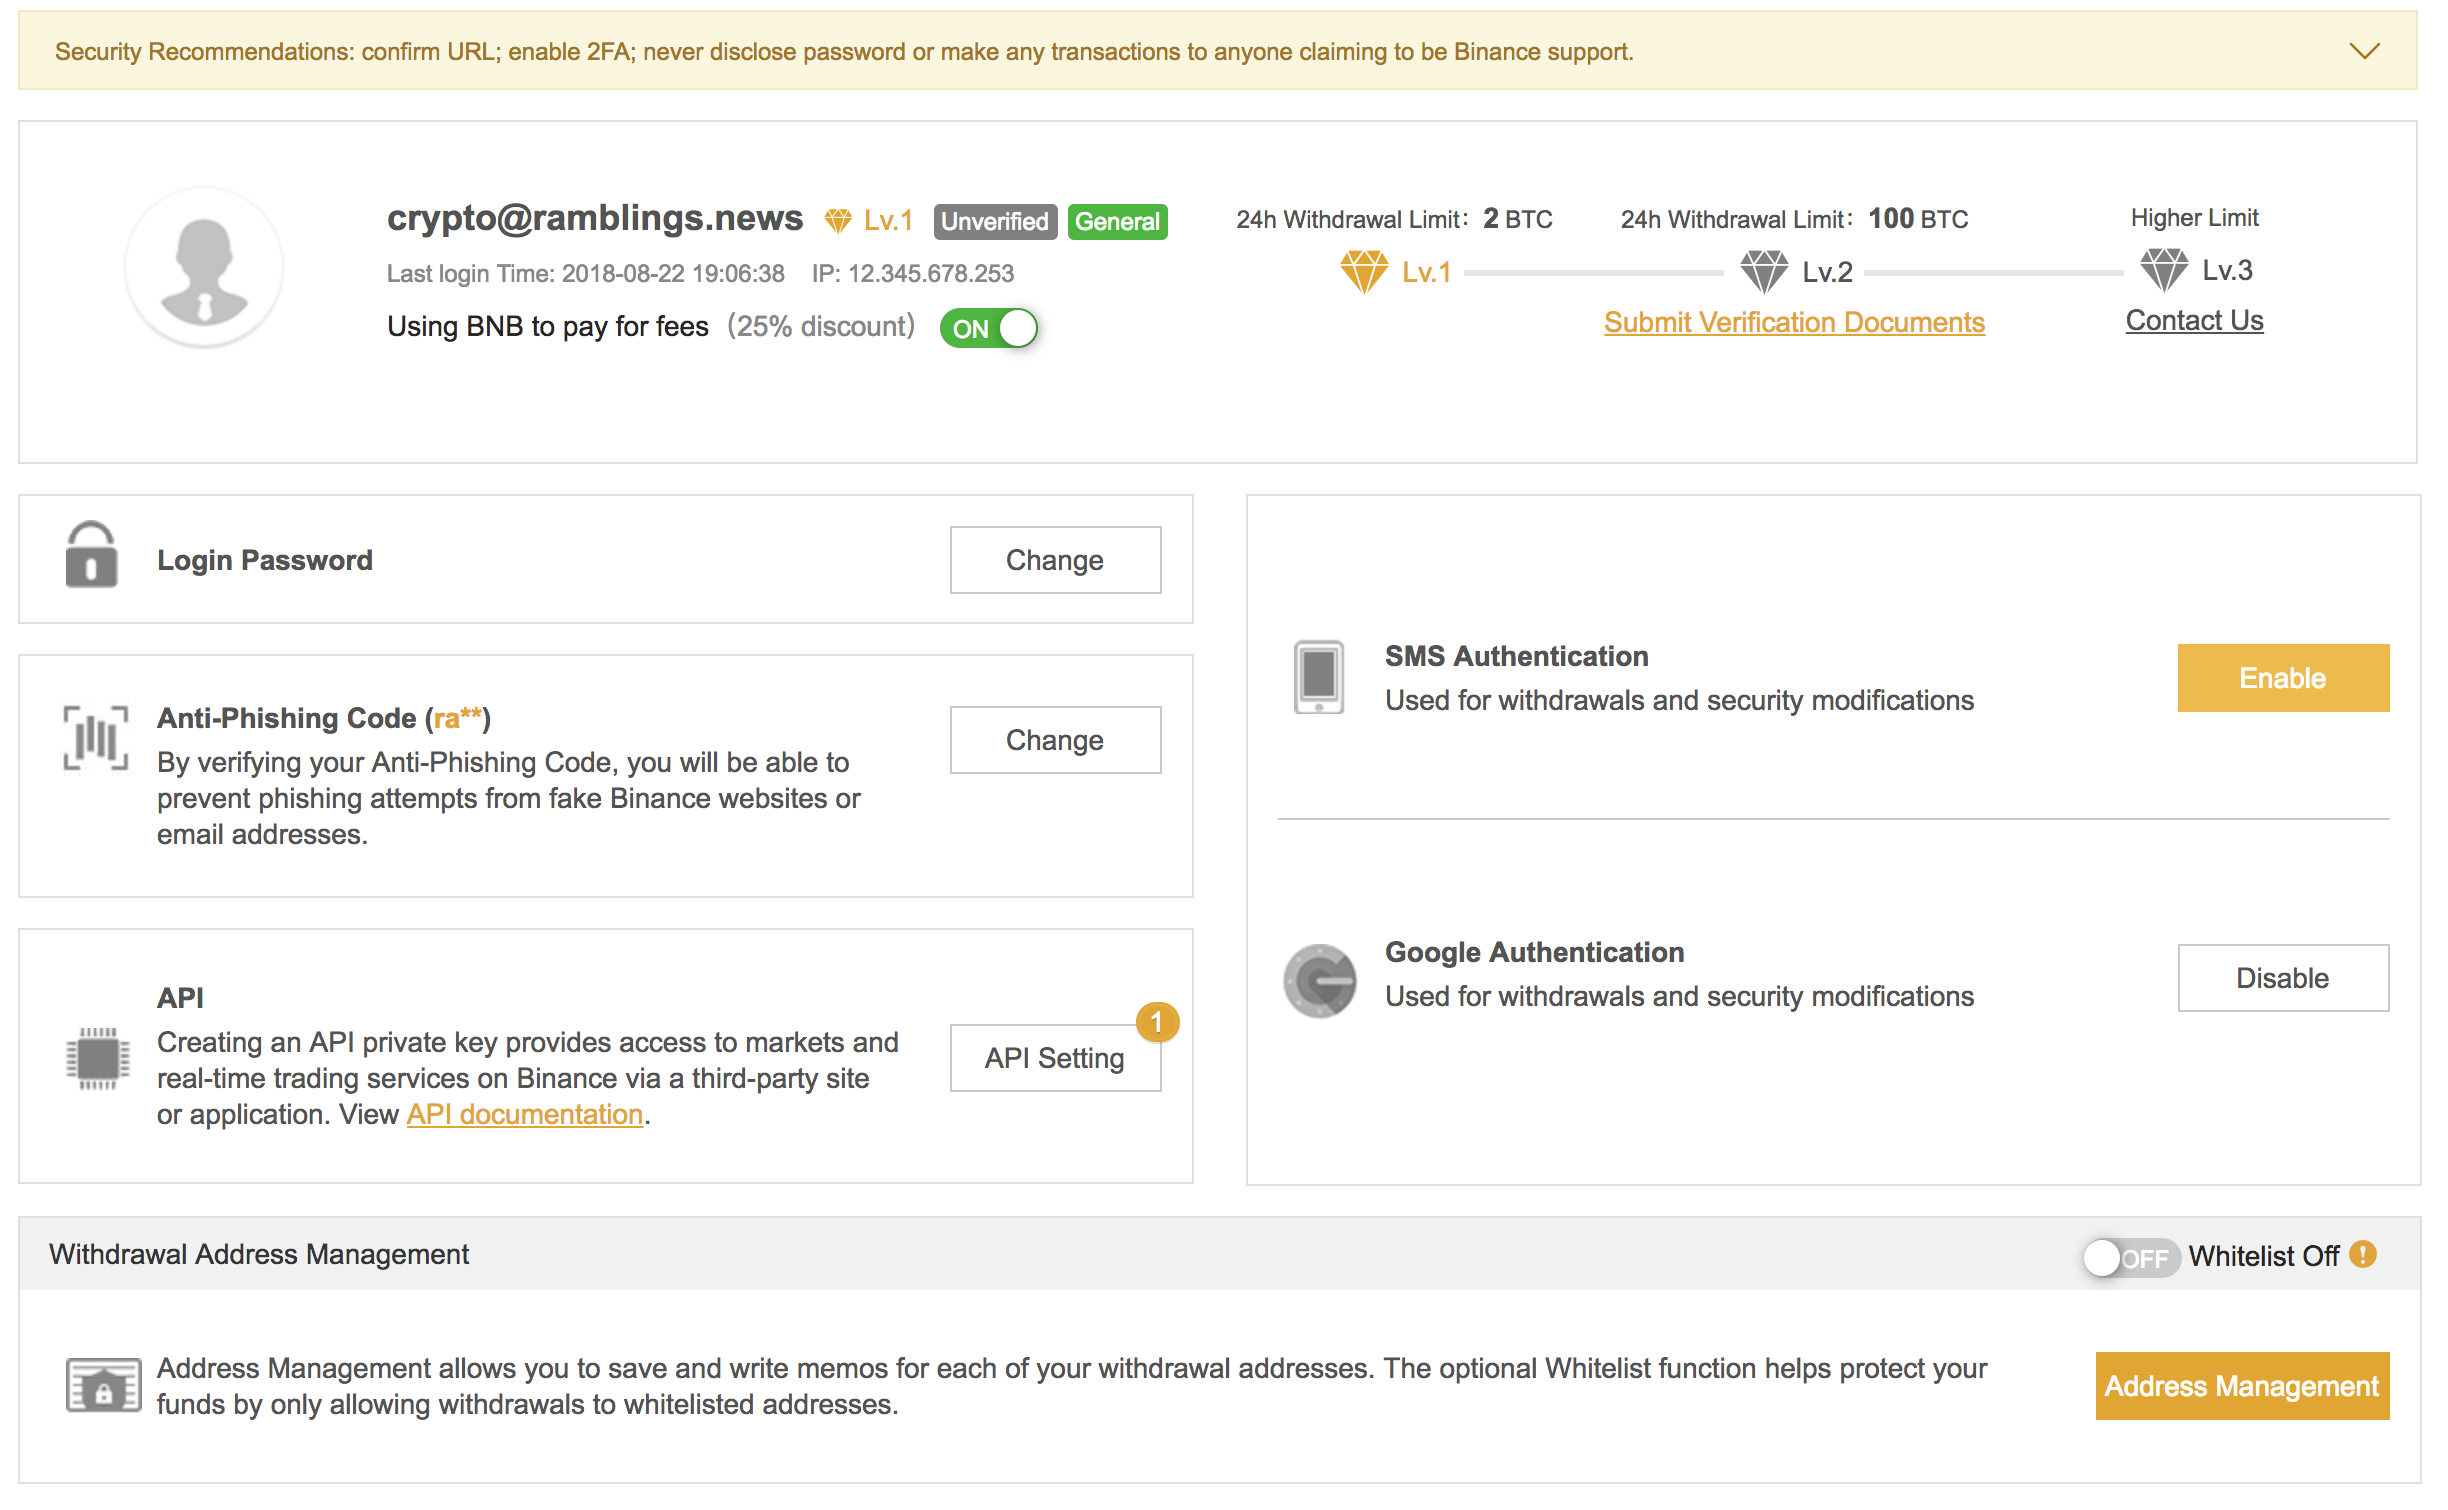 Security Recommendations: confirm URL; enable 2FA; never disclose password or make any transactions to anyone claiming to be Binance support.
crypto@ramblings.news Lv.1 Unverified General
Last login Time: 2018-08-22 19:06:38 IP: 12.345.678.253
Using BNB to pay for fees (25% discount) ON
24h Withdrawal Limit: 2 BTC
Lv.1
24h Withdrawal Limit: 100 BTC
Lv.2
Submit Verification Documents
Higher Limit
Lv.3
Contact Us
Login Password
Change
Anti-Phishing Code (ra**)
By verifying your Anti-Phishing Code, you will be able to
prevent phishing attempts from fake Binance websites or
email addresses.
Change
API
Creating an API private key provides access to markets and
real-time trading services on Binance via a third-party site
or application. View API documentation.
API Setting
1
SMS Authentication
Used for withdrawals and security modifications
Enable
Google Authentication
Used for withdrawals and security modifications
Disable
Withdrawal Address Management
OFF Whitelist Off !
Address Management allows you to save and write memos for each of your withdrawal addresses. The optional Whitelist function helps protect your
funds by only allowing withdrawals to whitelisted addresses.
Address Management